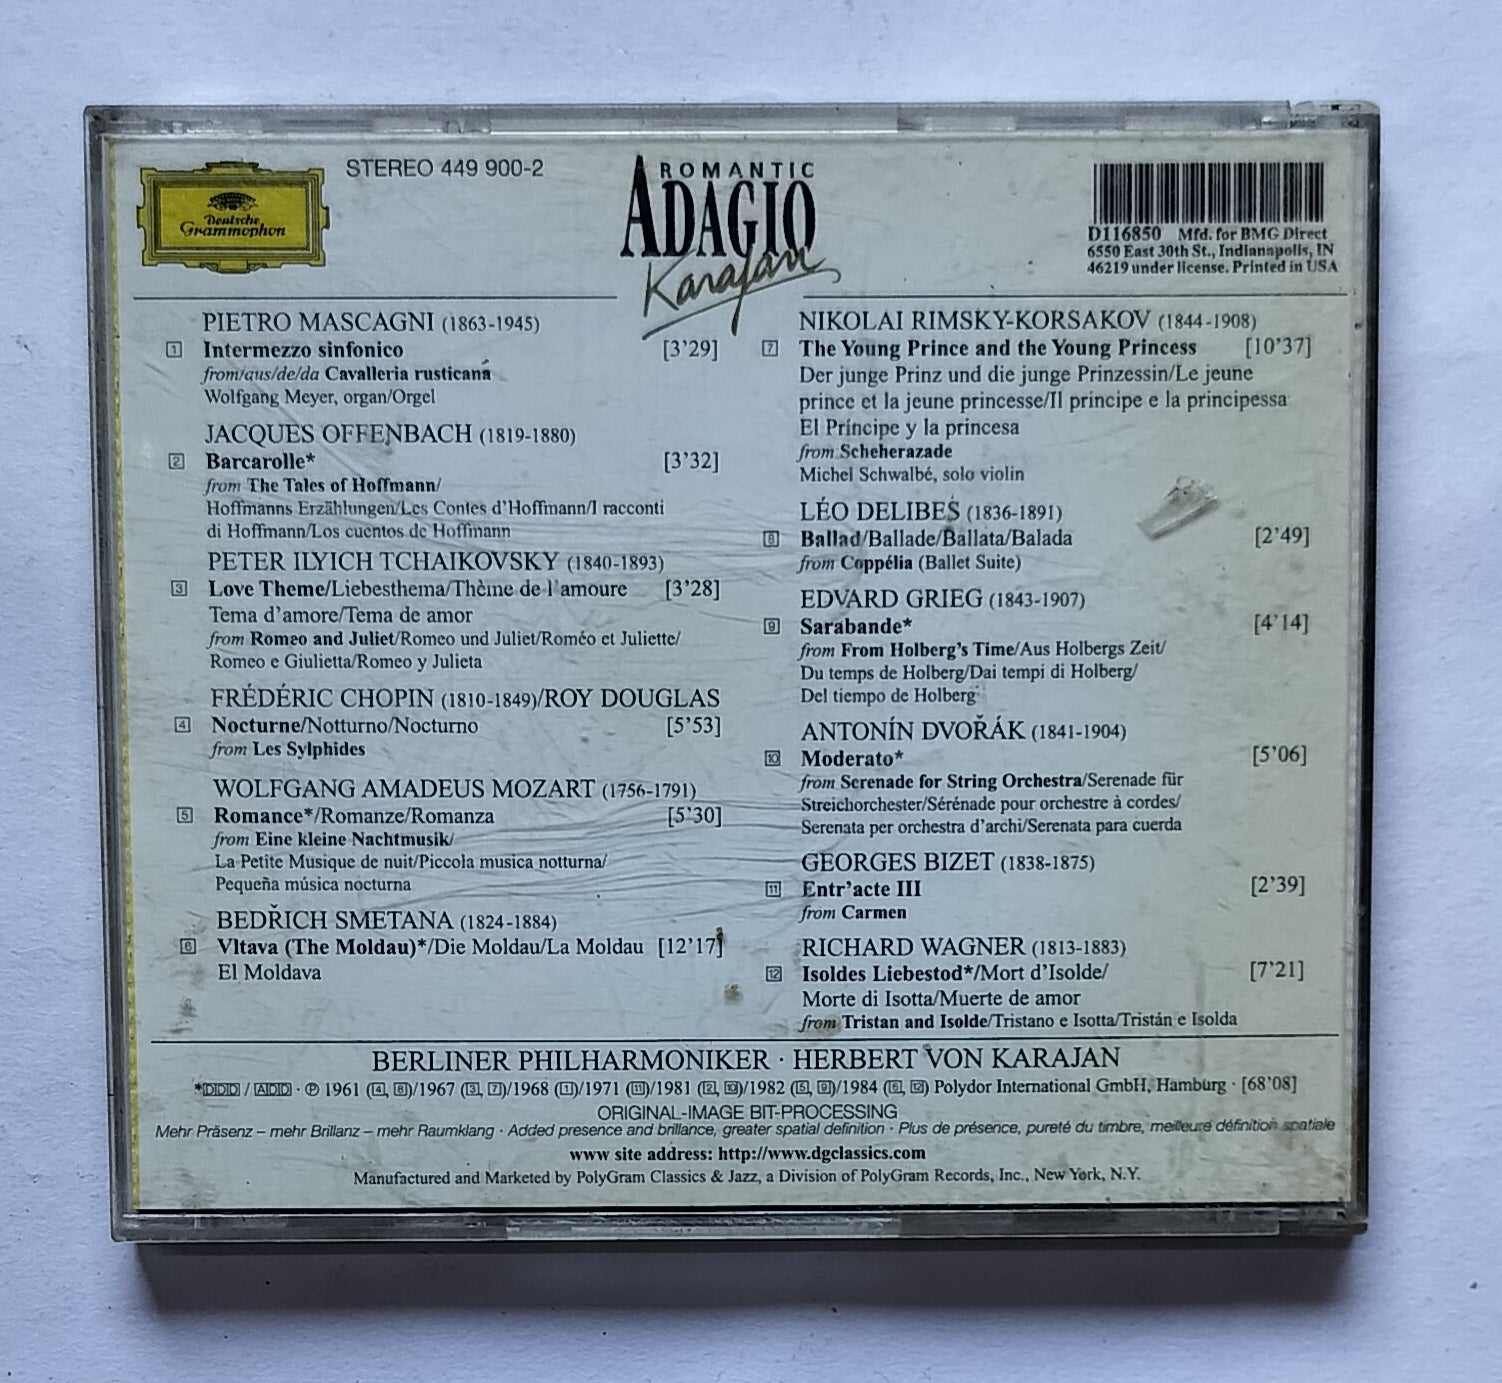 Deutsche
Grammophon
STEREO 449 900-2
ROMANTIC
ADAGIO
Karajan
D116850 Mfd. for BMG Direct
6550 East 30th St., Indianapolis, IN
46219 under license. Printed in USA
PIETRO MASCAGNI (1863-1945)
1 Intermezzo sinfonico [3'29]
from/aus/de/da Cavalleria rusticana
Wolfgang Meyer, organ/Orgel
JACQUES OFFENBACH (1819-1880)
2 Barcarolle* [3'32]
from The Tales of Hoffmann/
Hoffmanns Erzählungen/Les Contes d'Hoffmann/I racconti
di Hoffmann/Los cuentos de Hoffmann
PETER ILYICH TCHAIKOVSKY (1840-1893)
3 Love Theme/Liebesthema/Thème de l'amoure [3'28]
Tema d'amore/Tema de amor
from Romeo and Juliet/Romeo und Juliet/Roméo et Juliette/
Romeo e Giulietta/Romeo y Julieta
FRÉDÉRIC CHOPIN (1810-1849)/ROY DOUGLAS
4 Nocturne/Notturno/Nocturno [5'53]
from Les Sylphides
WOLFGANG AMADEUS MOZART (1756-1791)
5 Romance*/Romanze/Romanza [5'30]
from Eine kleine Nachtmusik/
La Petite Musique de nuit/Piccola musica notturna/
Pequeña música nocturna
BEDŘICH SMETANA (1824-1884)
6 Vltava (The Moldau)*/Die Moldau/La Moldau [12'17]
El Moldava
NIKOLAI RIMSKY-KORSAKOV (1844-1908)
7 The Young Prince and the Young Princess [10'37]
Der junge Prinz und die junge Prinzessin/Le jeune
prince et la jeune princesse/Il principe e la principessa
El Príncipe y la princesa
from Scheherazade
Michel Schwalbé, solo violin
LÉO DELIBES (1836-1891)
8 Ballad/Ballade/Ballata/Balada [2'49]
from Coppélia (Ballet Suite)
EDVARD GRIEG (1843-1907)
9 Sarabande* [4'14]
from From Holberg's Time/Aus Holbergs Zeit/
Du temps de Holberg/Dai tempi di Holberg/
Del tiempo de Holberg
ANTONÍN DVOŘÁK (1841-1904)
10 Moderato* [5'06]
from Serenade for String Orchestra/Serenade für
Streichorchester/Sérénade pour orchestre à cordes/
Serenata per orchestra d'archi/Serenata para cuerda
GEORGES BIZET (1838-1875)
11 Entr'acte III [2'39]
from Carmen
RICHARD WAGNER (1813-1883)
12 Isoldes Liebestod*/Mort d'Isolde/ [7'21]
Morte di Isotta/Muerte de amor
from Tristan and Isolde/Tristano e Isotta/Tristán e Isolda
BERLINER PHILHARMONIKER · HERBERT VON KARAJAN
*DDD / ADD · ℗ 1961 (4, 8)/1967 (3, 7)/1968 (1)/1971 (11)/1981 (2, 10)/1982 (5, 9)/1984 (6, 12) Polydor International GmbH, Hamburg · [68'08]
ORIGINAL-IMAGE BIT-PROCESSING
Mehr Präsenz – mehr Brillanz – mehr Raumklang · Added presence and brillance, greater spatial definition · Plus de présence, pureté du timbre, meilleure définition spatiale
www site address: http://www.dgclassics.com
Manufactured and Marketed by PolyGram Classics & Jazz, a Division of PolyGram Records, Inc., New York, N.Y.